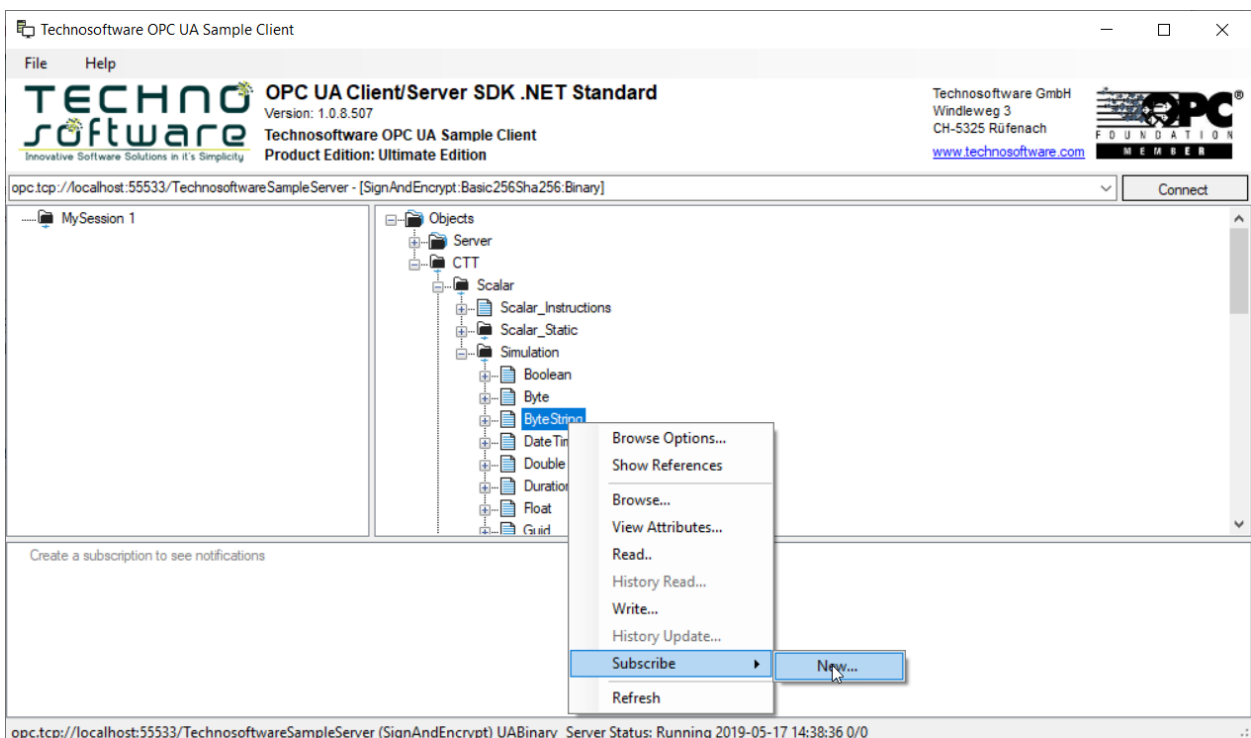 Technosoftware OPC UA Sample Client
File Help
TECHNO
software
Innovative Software Solutions in it's Simplicity
OPC UA Client/Server SDK .NET Standard
Version: 1.0.8.507
Technosoftware OPC UA Sample Client
Product Edition: Ultimate Edition
Technosoftware GmbH
Windleweg 3
CH-5325 Rüfenach
www.technosoftware.com
OPC®
FOUNDATION
MEMBER
opc.tcp://localhost:55533/TechnosoftwareSampleServer - [SignAndEncrypt:Basic256Sha256:Binary]
Connect
MySession 1
Objects
Server
CTT
Scalar
Scalar_Instructions
Scalar_Static
Simulation
Boolean
Byte
ByteString
DateTim
Double
Duration
Float
Guid
Browse Options...
Show References
Browse...
View Attributes...
Read..
History Read...
Write...
History Update...
Subscribe
New...
Refresh
Create a subscription to see notifications
opc.tcp://localhost:55533/TechnosoftwareSampleServer (SignAndEncrypt) UABinary Server Status: Running 2019-05-17 14:38:36 0/0